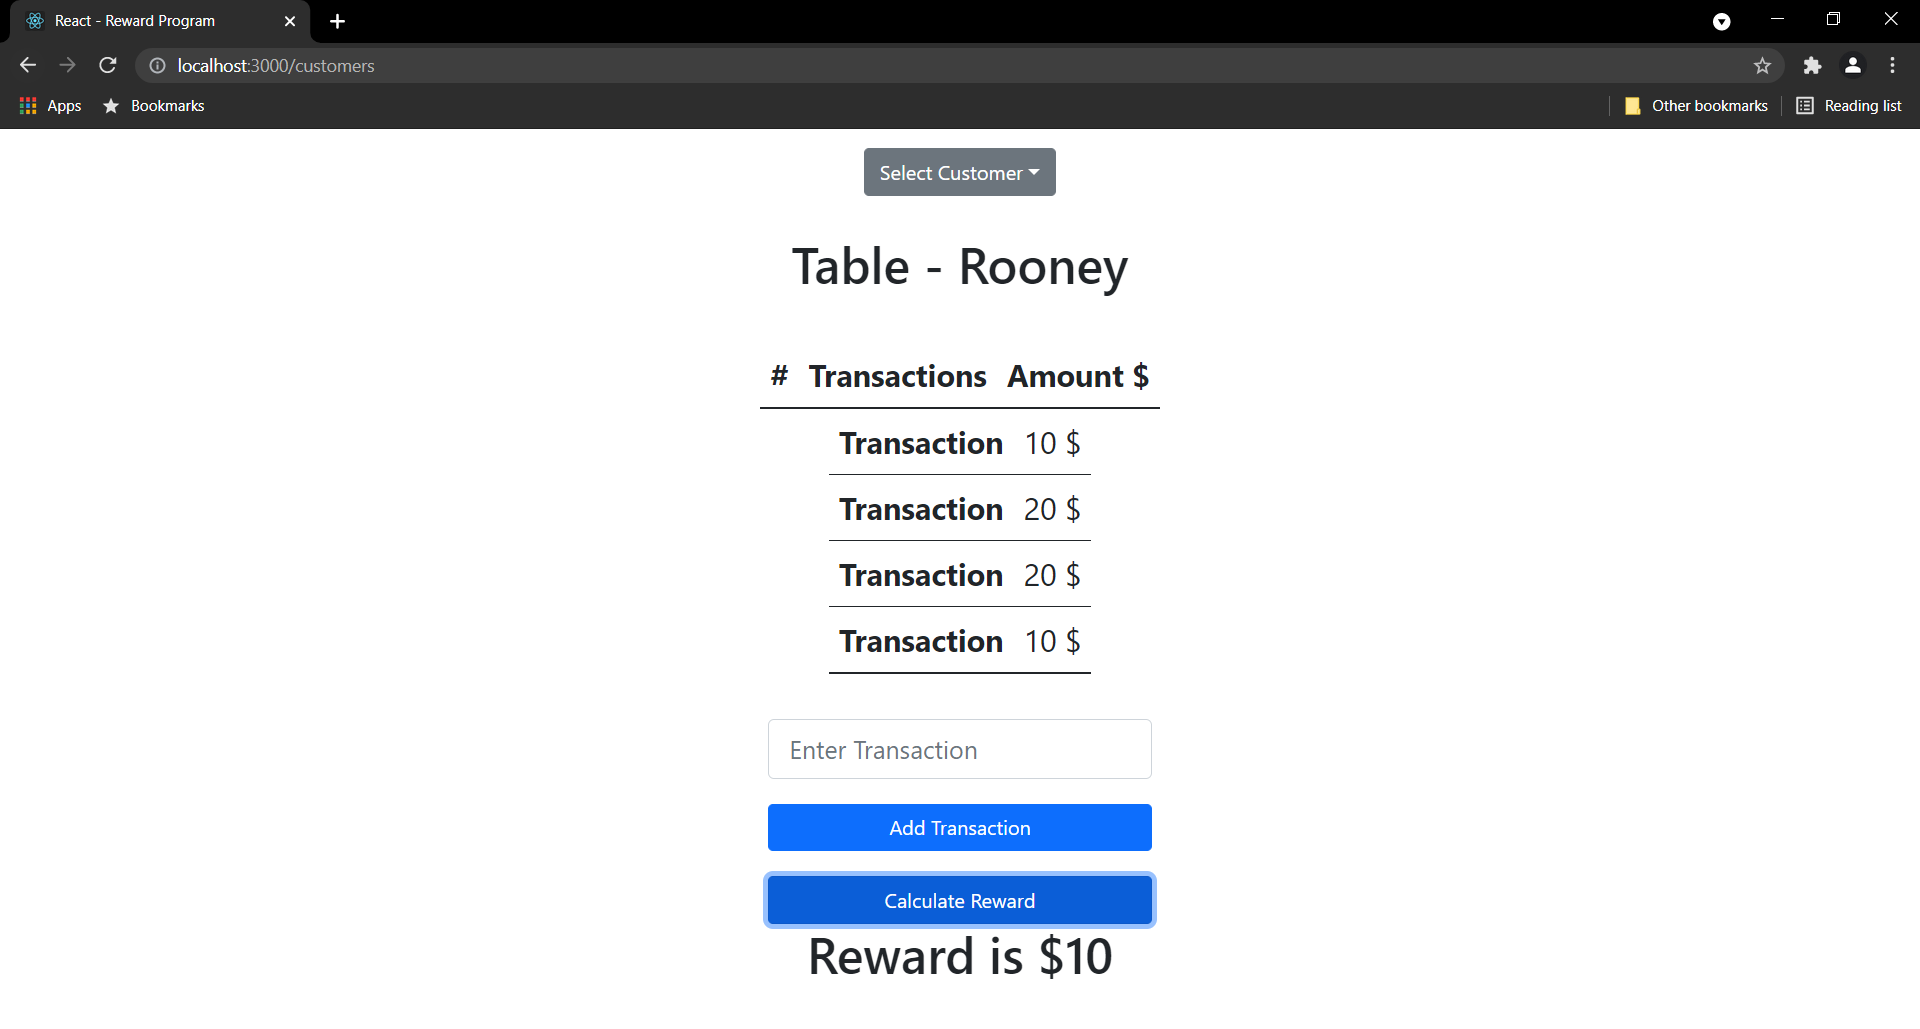 React - Reward Program
localhost:3000/customers
Apps Bookmarks Other bookmarks Reading list
Select Customer
Table - Rooney
# Transactions Amount $
Transaction 10 $
Transaction 20 $
Transaction 20 $
Transaction 10 $
Enter Transaction
Add Transaction
Calculate Reward
Reward is $10